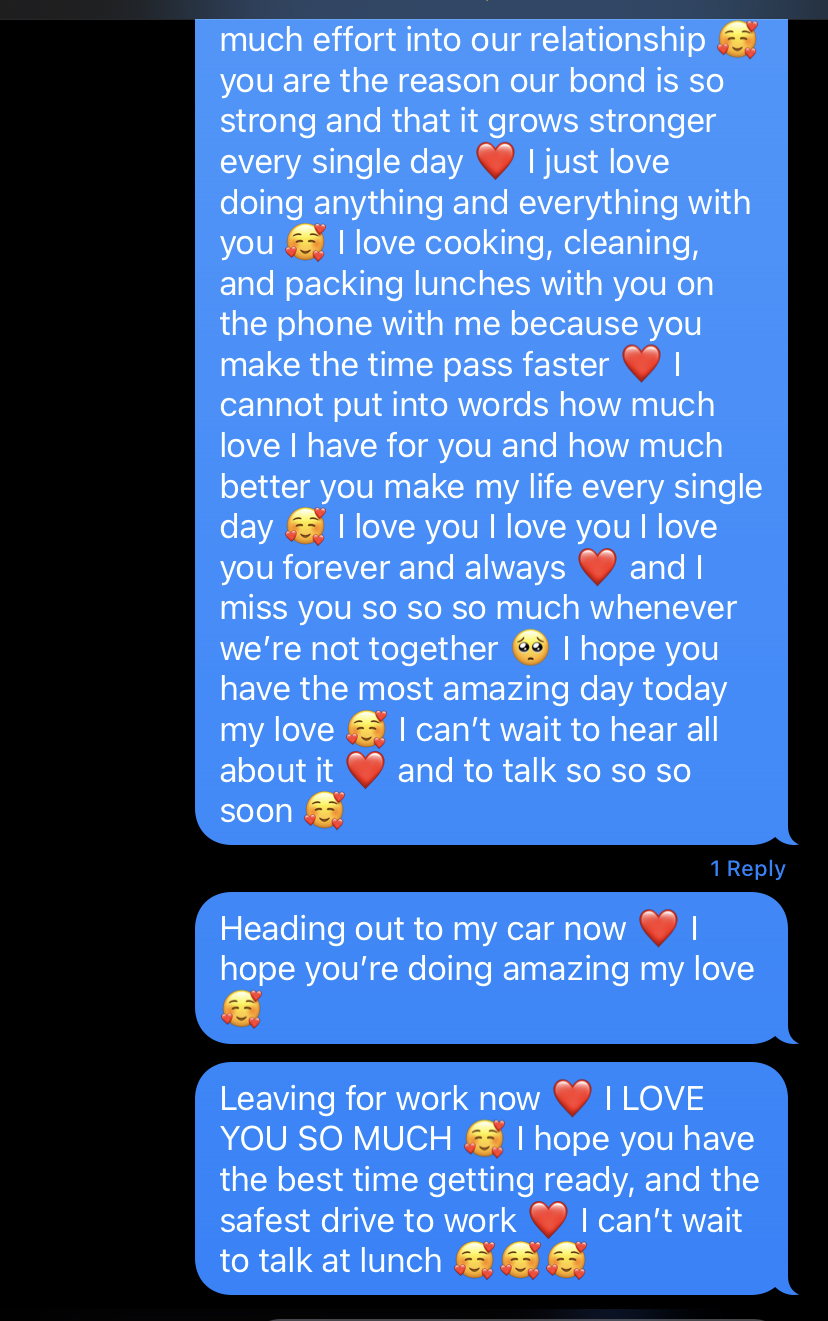 much effort into our relationship 🥰
you are the reason our bond is so
strong and that it grows stronger
every single day ❤️ I just love
doing anything and everything with
you 🥰 I love cooking, cleaning,
and packing lunches with you on
the phone with me because you
make the time pass faster ❤️ I
cannot put into words how much
love I have for you and how much
better you make my life every single
day 🥰 I love you I love you I love
you forever and always ❤️ and I
miss you so so so much whenever
we’re not together 🥺 I hope you
have the most amazing day today
my love 🥰 I can’t wait to hear all
about it ❤️ and to talk so so so
soon 🥰
1 Reply
Heading out to my car now ❤️ I
hope you’re doing amazing my love
🥰
Leaving for work now ❤️ I LOVE
YOU SO MUCH 🥰 I hope you have
the best time getting ready, and the
safest drive to work ❤️ I can’t wait
to talk at lunch 🥰🥰🥰